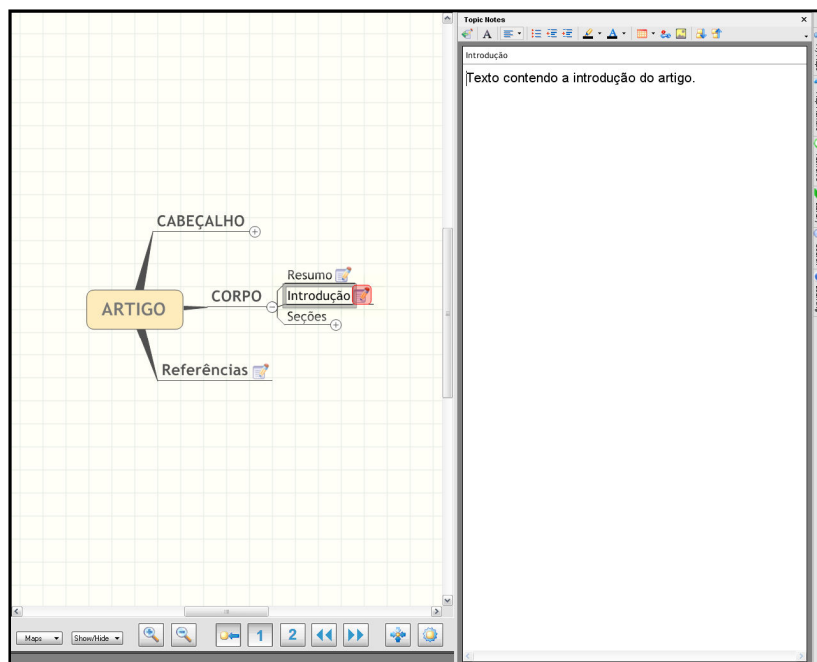 Topic Notes
Introdução
Texto contendo a introdução do artigo.
CABEÇALHO
Resumo
CORPO
Introdução
ARTIGO
Seções
Referências
Maps
Show/Hide
1
2